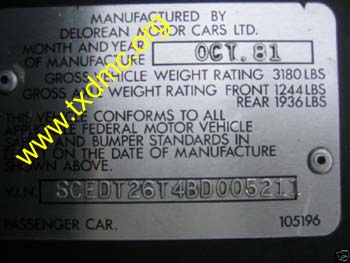 MANUFACTURED BY
DELOREAN MOTOR CARS LTD.
MONTH AND YEAR
OF MANUFACTURE OCT.81
GROSS VEHICLE WEIGHT RATING 3180 LBS
GROSS AXLE WEIGHT RATING FRONT 1244 LBS
REAR 1936 LBS
THIS VEHICLE CONFORMS TO ALL
APPLICABLE FEDERAL MOTOR VEHICLE
SAFETY AND BUMPER STANDARDS IN
EFFECT ON THE DATE OF MANUFACTURE
SHOWN ABOVE.
V.I.N. SCEDT26T4BD005211
PASSENGER CAR. 105196
www.txdmc.org